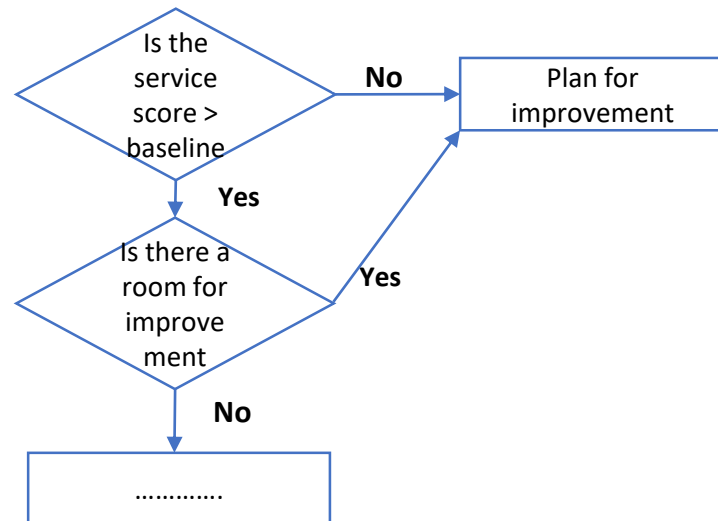 Is the
service
score >
baseline
No
Plan for
improvement
Yes
Is there a
room for
improve
ment
Yes
No
………….